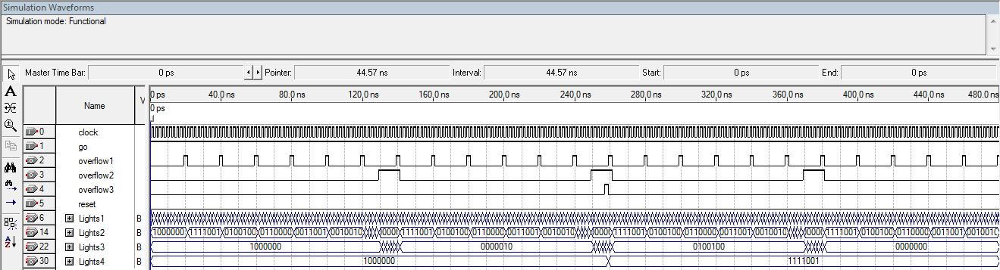 Simulation Waveforms
Simulation mode: Functional
Master Time Bar: 0 ps Pointer: 44.57 ns Interval: 44.57 ns Start: 0 ps End: 0 ps
Name V 0 ps 40.0 ns 80.0 ns 120.0 ns 160.0 ns 200.0 ns 240.0 ns 280.0 ns 320.0 ns 360.0 ns 400.0 ns 440.0 ns 480.0 ns
0 ps
0 clock
1 go
2 overflow1
3 overflow2
4 overflow3
5 reset
6 Lights1 B
14 Lights2 B 1000000 1111001 0100100 0110000 0011001 0010010 0000 1111001 0100100 0110000 0011001 0010010 0000 1111001 0100100 0110000 0011001 0010010 000 1111001 0100100 0110000 0011001 0010010
22 Lights3 B 1000000 0000010 0100100 0000000
30 Lights4 B 1000000 1111001